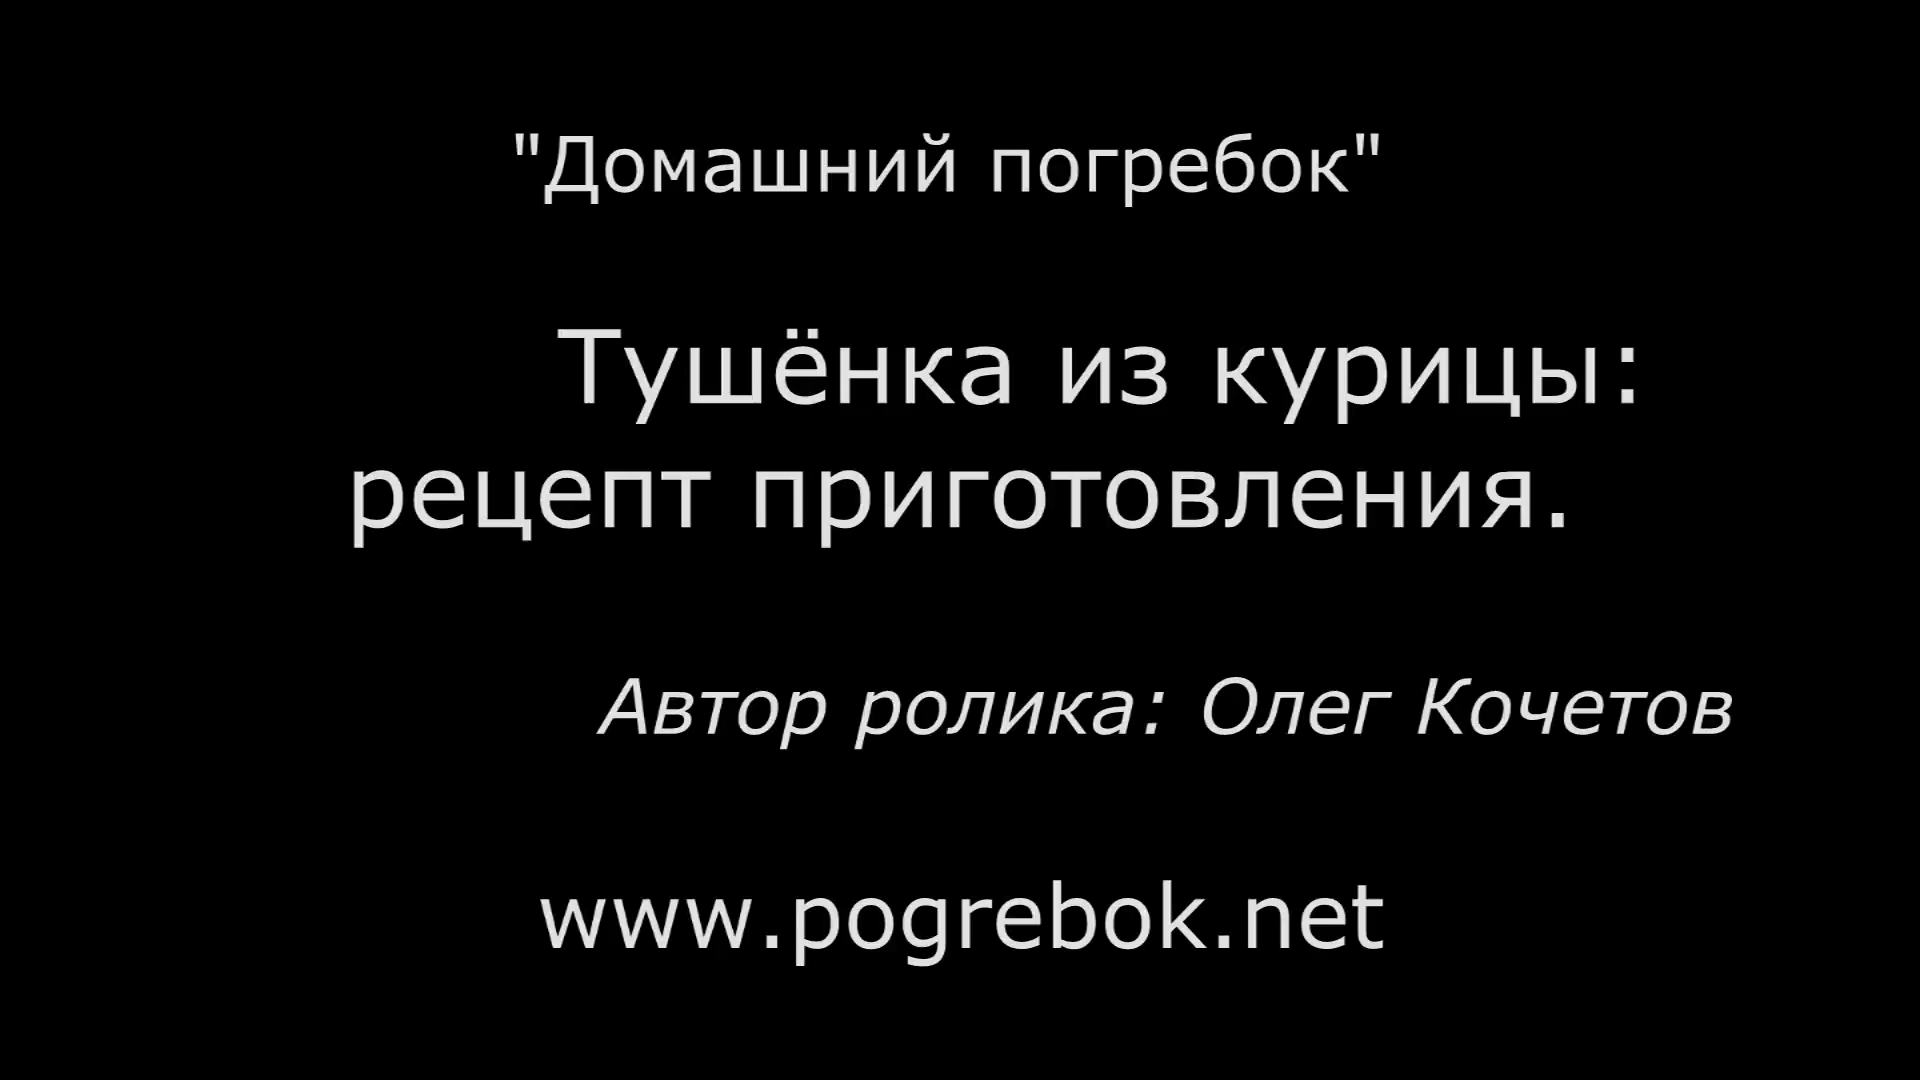 "Домашний погребок"
Тушёнка из курицы:
рецепт приготовления.
Автор ролика: Олег Кочетов
www.pogrebok.net